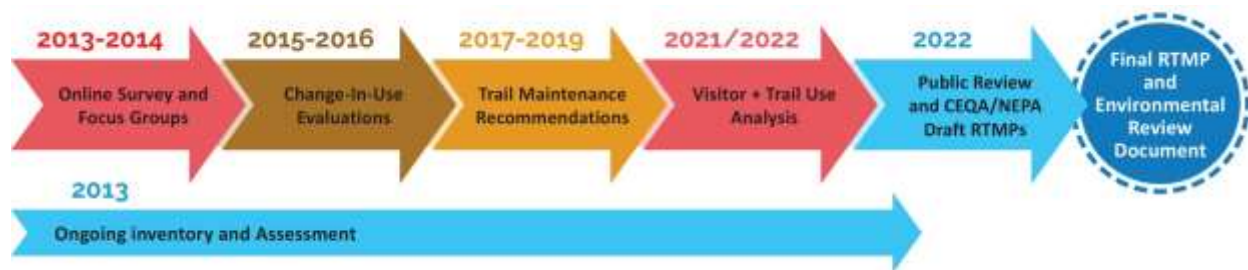 2013-2014
Online Survey and
Focus Groups
2015-2016
Change-In-Use
Evaluations
2017-2019
Trail Maintenance
Recommendations
2021/2022
Visitor + Trail Use
Analysis
2022
Public Review
and CEQA/NEPA
Draft RTMPs
Final RTMP
and
Environmental
Review
Document
2013
Ongoing inventory and Assessment